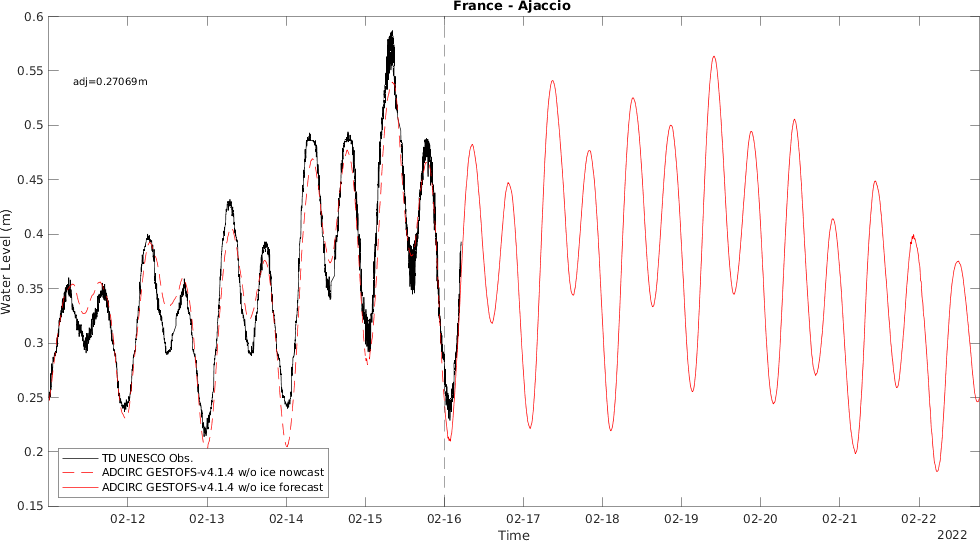 France - Ajaccio
0.6
0.55
0.5
0.45
0.4
0.35
0.3
0.25
0.2
0.15
Water Level (m)
adj=0.27069m
TD UNESCO Obs.
ADCIRC GESTOFS-v4.1.4 w/o ice nowcast
ADCIRC GESTOFS-v4.1.4 w/o ice forecast
02-12 02-13 02-14 02-15 02-16 02-17 02-18 02-19 02-20 02-21 02-22
Time
2022